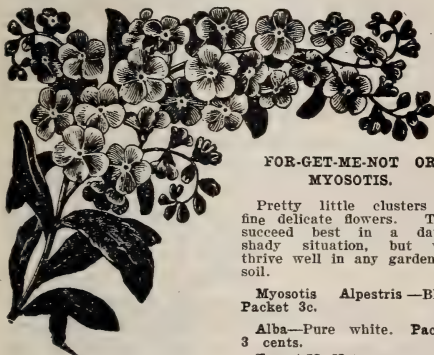 FOR-GET-ME-NOT OR
MYOSOTIS.
Pretty little clusters
fine delicate flowers.
succeed best in a
shady situation, but
thrive well in any garden
soil.
Myosotis Alpestris—
Packet 3c.
Alba—Pure white.
3 cents.